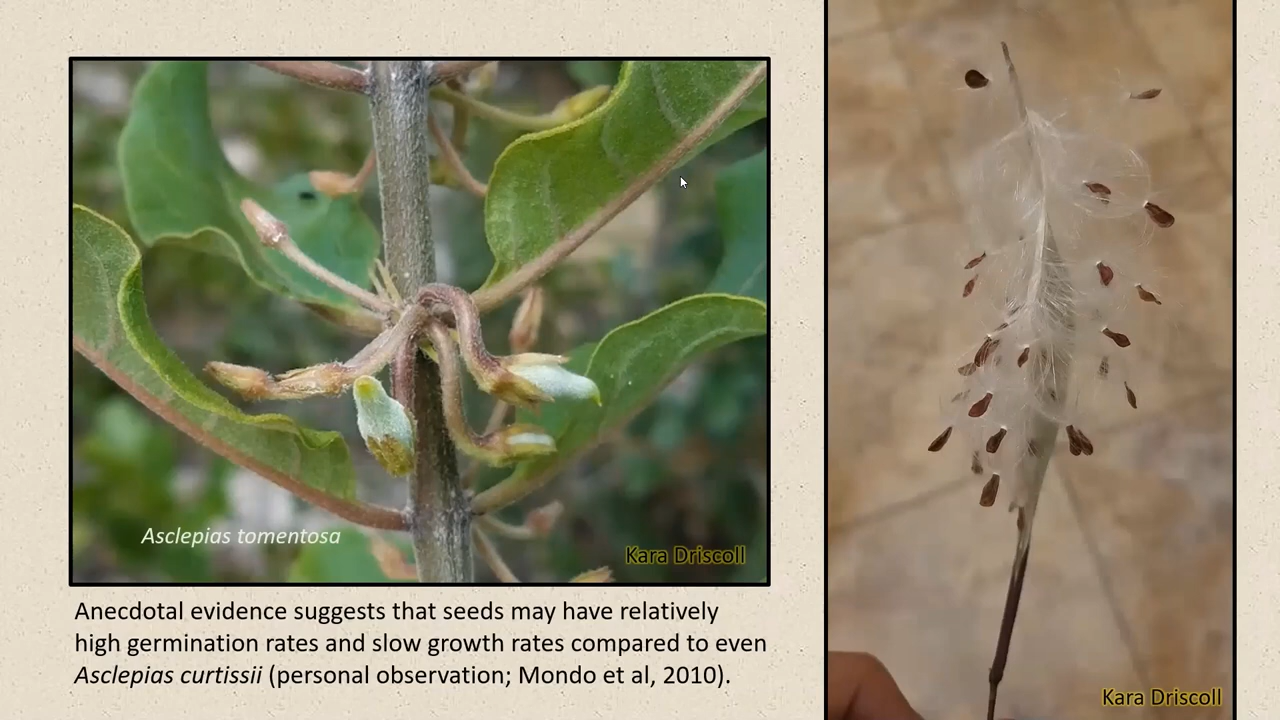 Asclepias tomentosa
Kara Driscoll
Anecdotal evidence suggests that seeds may have relatively
high germination rates and slow growth rates compared to even
Asclepias curtissii (personal observation; Mondo et al, 2010).
Kara Driscoll